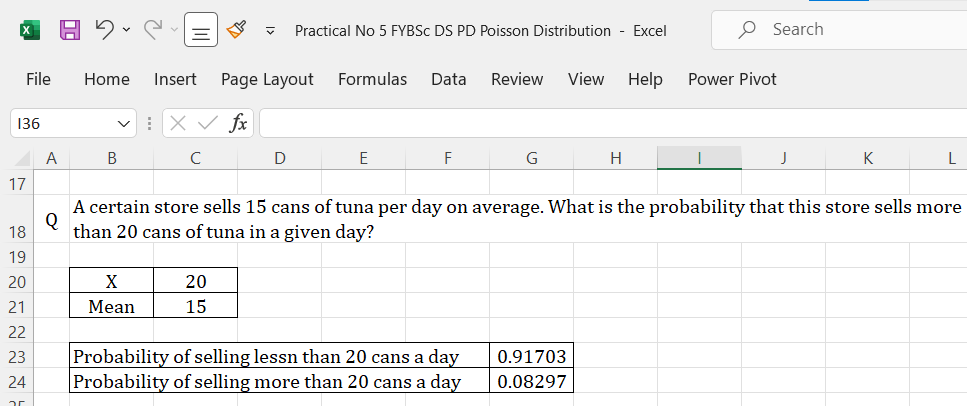 Practical No 5 FYBSc DS PD Poisson Distribution - Excel
Search
File Home Insert Page Layout Formulas Data Review View Help Power Pivot
I36 fx
A B C D E F G H I J K L
17
18 Q A certain store sells 15 cans of tuna per day on average. What is the probability that this store sells more
than 20 cans of tuna in a given day?
19
20 X 20
21 Mean 15
22
23 Probability of selling lessn than 20 cans a day 0.91703
24 Probability of selling more than 20 cans a day 0.08297
25